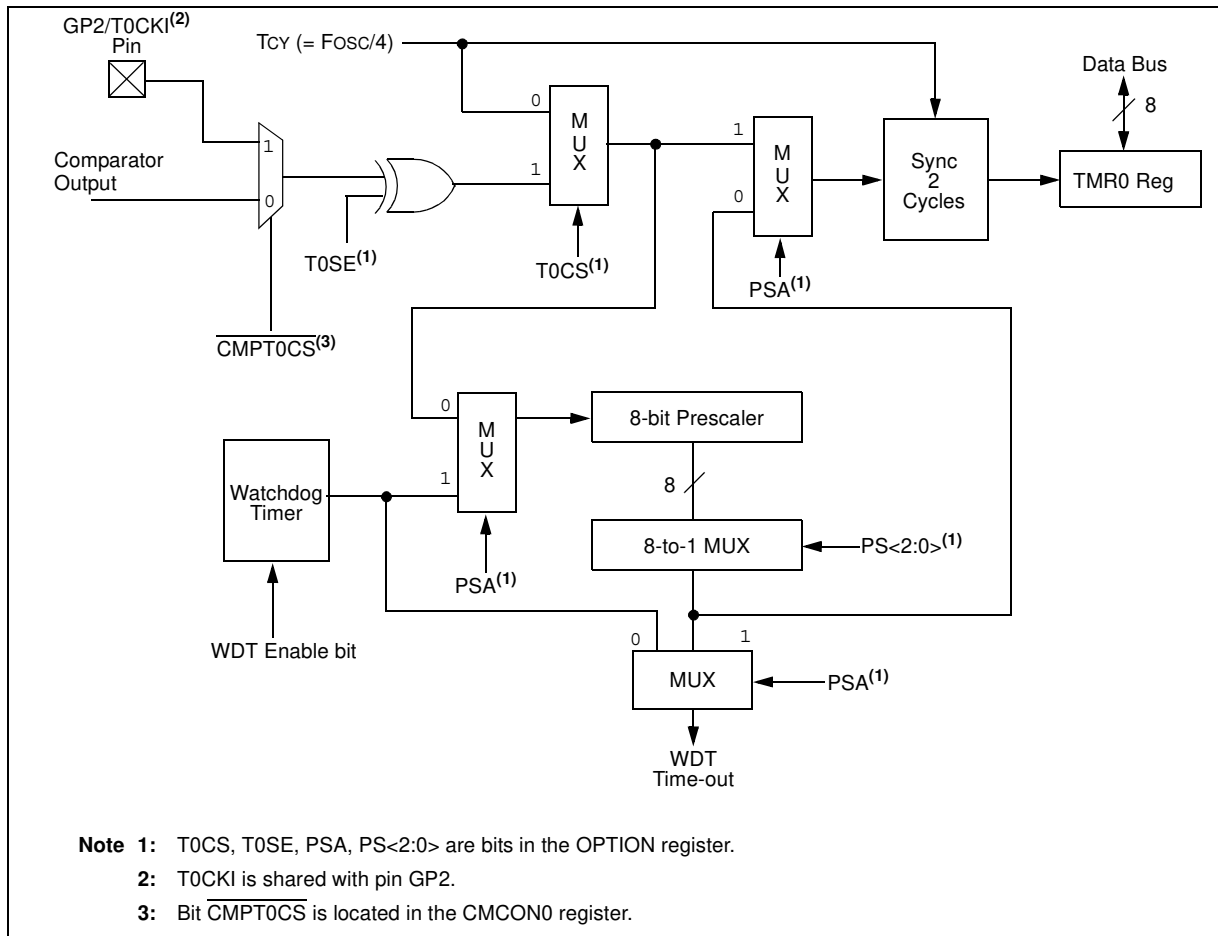 GP2/T0CKI(2)
Pin
TCY (= FOSC/4)
Data Bus
8
0
M
U
X
1
1
M
U
X
0
Sync
2
Cycles
TMR0 Reg
1
0
Comparator
Output
T0SE(1)
T0CS(1)
PSA(1)
CMPT0CS(3)
0
M
U
X
1
8-bit Prescaler
8
Watchdog
Timer
8-to-1 MUX
PS<2:0>(1)
PSA(1)
WDT Enable bit
0
1
MUX
PSA(1)
WDT
Time-out
Note 1: T0CS, T0SE, PSA, PS<2:0> are bits in the OPTION register.
2: T0CKI is shared with pin GP2.
3: Bit CMPT0CS is located in the CMCON0 register.